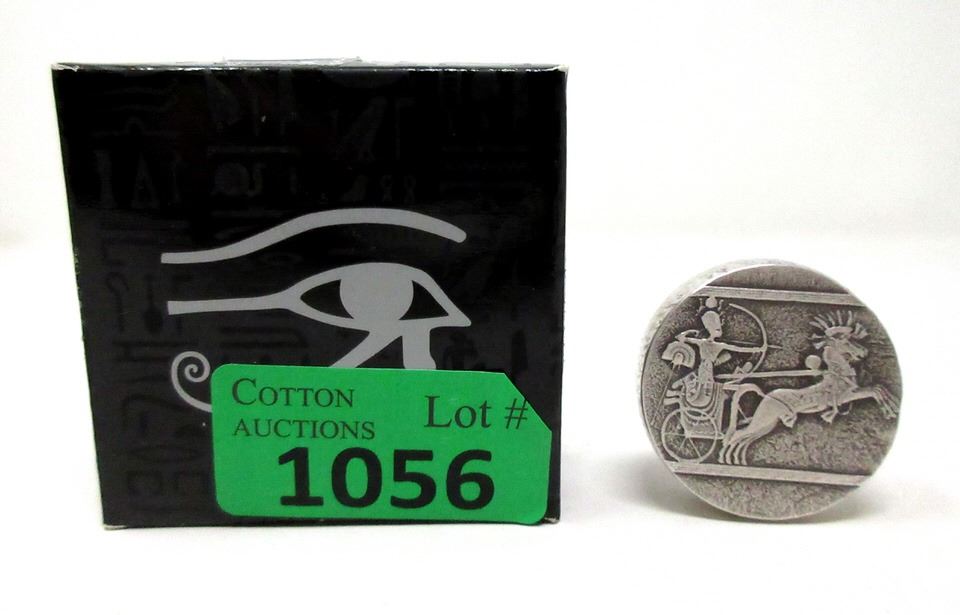 COTTON
AUCTIONS
Lot #
1056